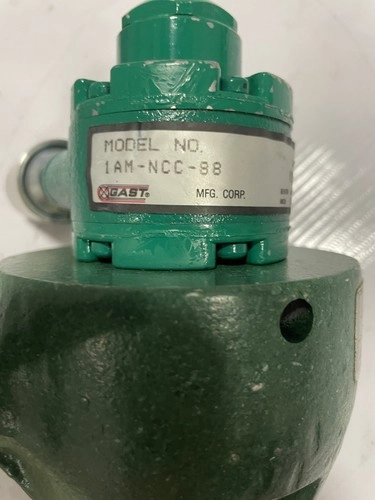 MODEL NO.
1AM-NCC-88
GAST®
MFG. CORP.